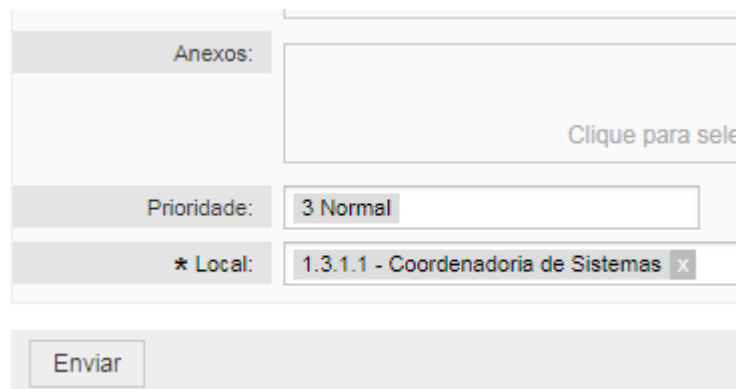 Anexos:
Clique para sele
Prioridade: 3 Normal
* Local: 1.3.1.1 - Coordenadoria de Sistemas x
Enviar